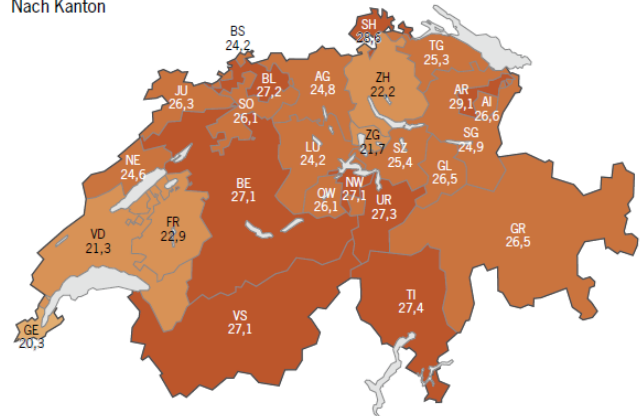 Nach Kanton
BS
24,2
SH
28,6
TG
25,3
BL
27,2
AG
24,8
ZH
22,2
JU
26,3
SO
26,1
AR
29,1
AI
26,6
SG
24,9
ZG
21,7
SZ
25,4
LU
24,2
NE
24,6
BE
27,1
GL
26,5
QW
26,1
NW
27,1
UR
27,3
GR
26,5
VD
21,3
FR
22,9
TI
27,4
VS
27,1
GE
20,3